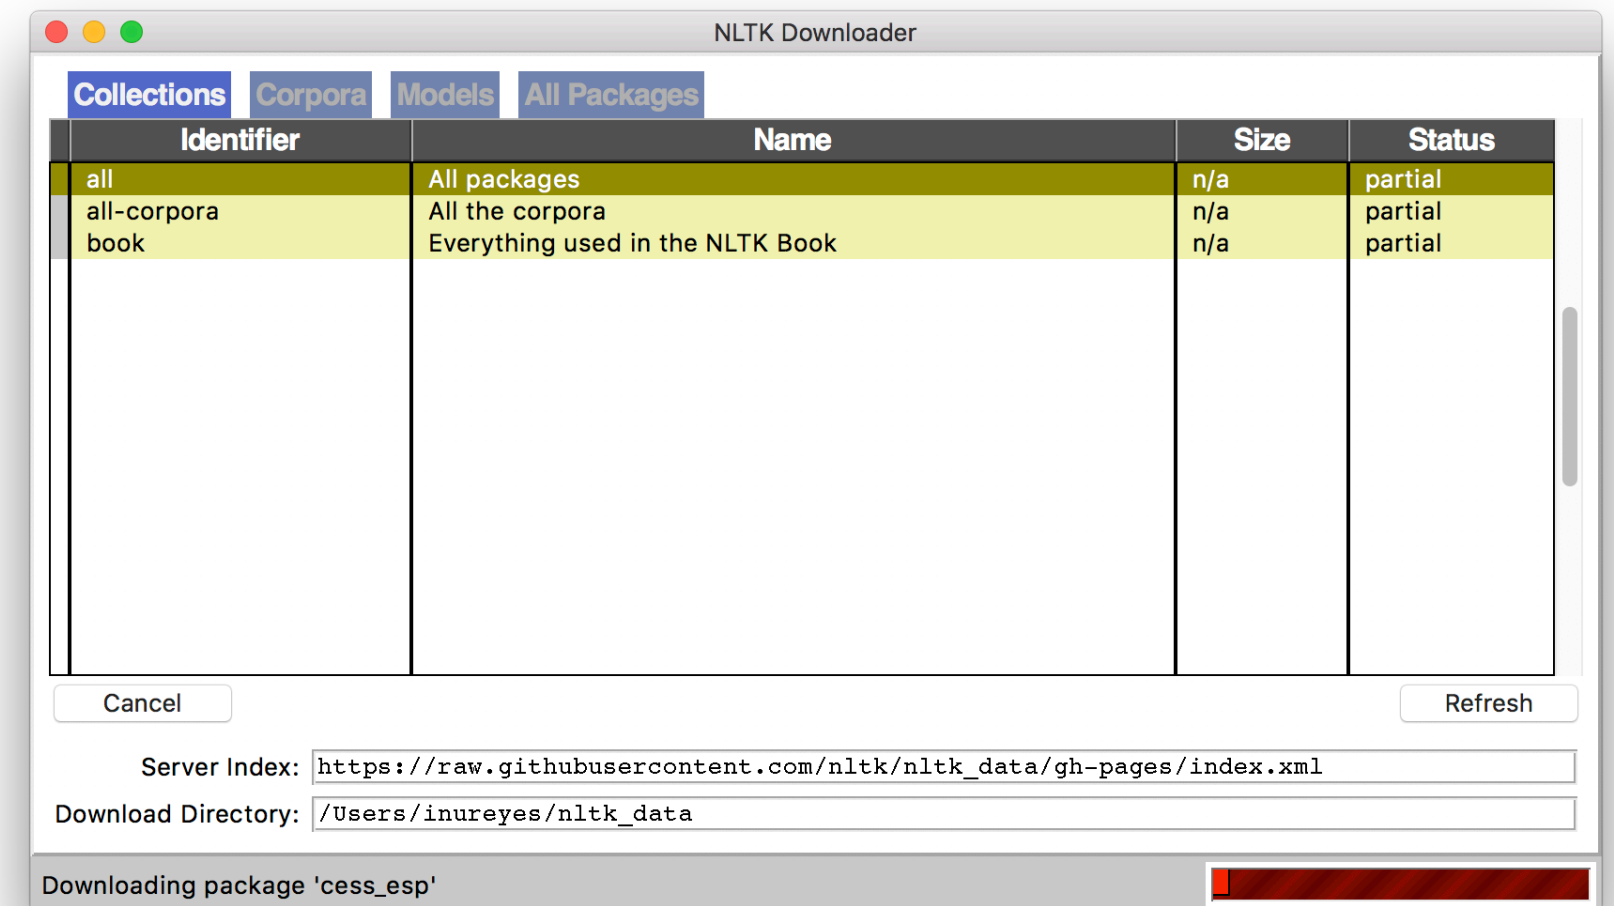 NLTK Downloader
Collections Corpora Models All Packages
Identifier Name Size Status
all All packages n/a partial
all-corpora All the corpora n/a partial
book Everything used in the NLTK Book n/a partial
Cancel Refresh
Server Index: https://raw.githubusercontent.com/nltk/nltk_data/gh-pages/index.xml
Download Directory: /Users/inureyes/nltk_data
Downloading package 'cess_esp'